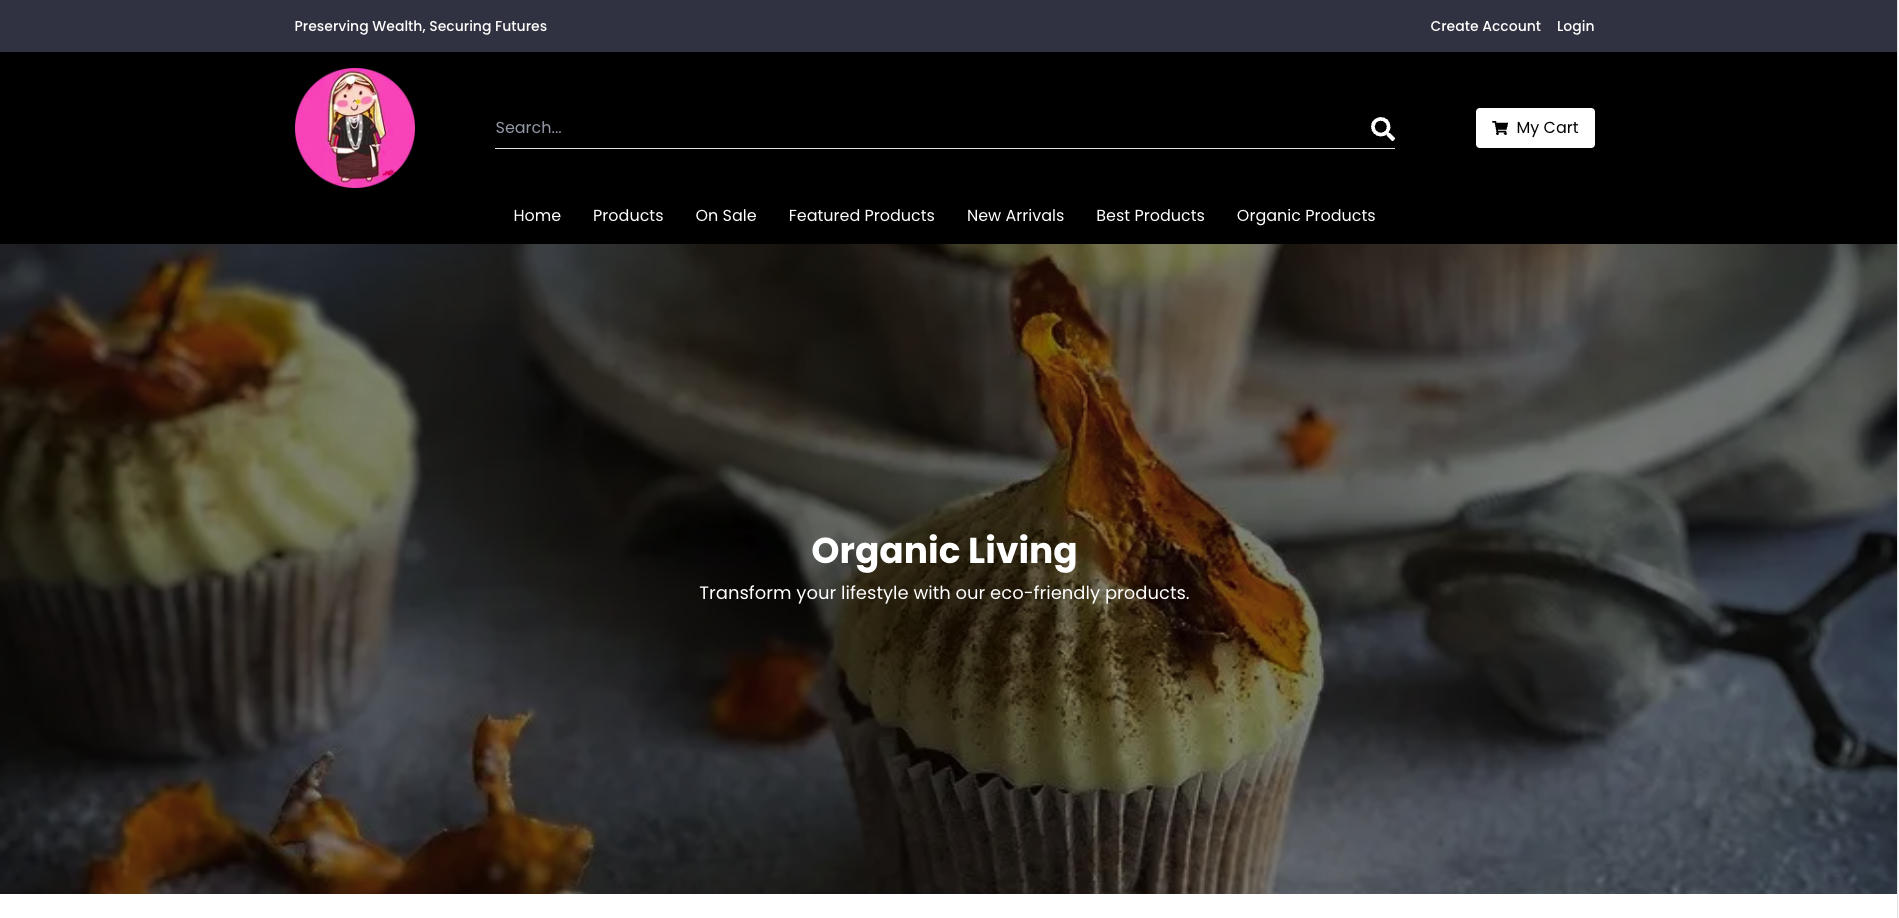 Preserving Wealth, Securing Futures
Create Account Login
Search...
My Cart
Home Products On Sale Featured Products New Arrivals Best Products Organic Products
Organic Living
Transform your lifestyle with our eco-friendly products.